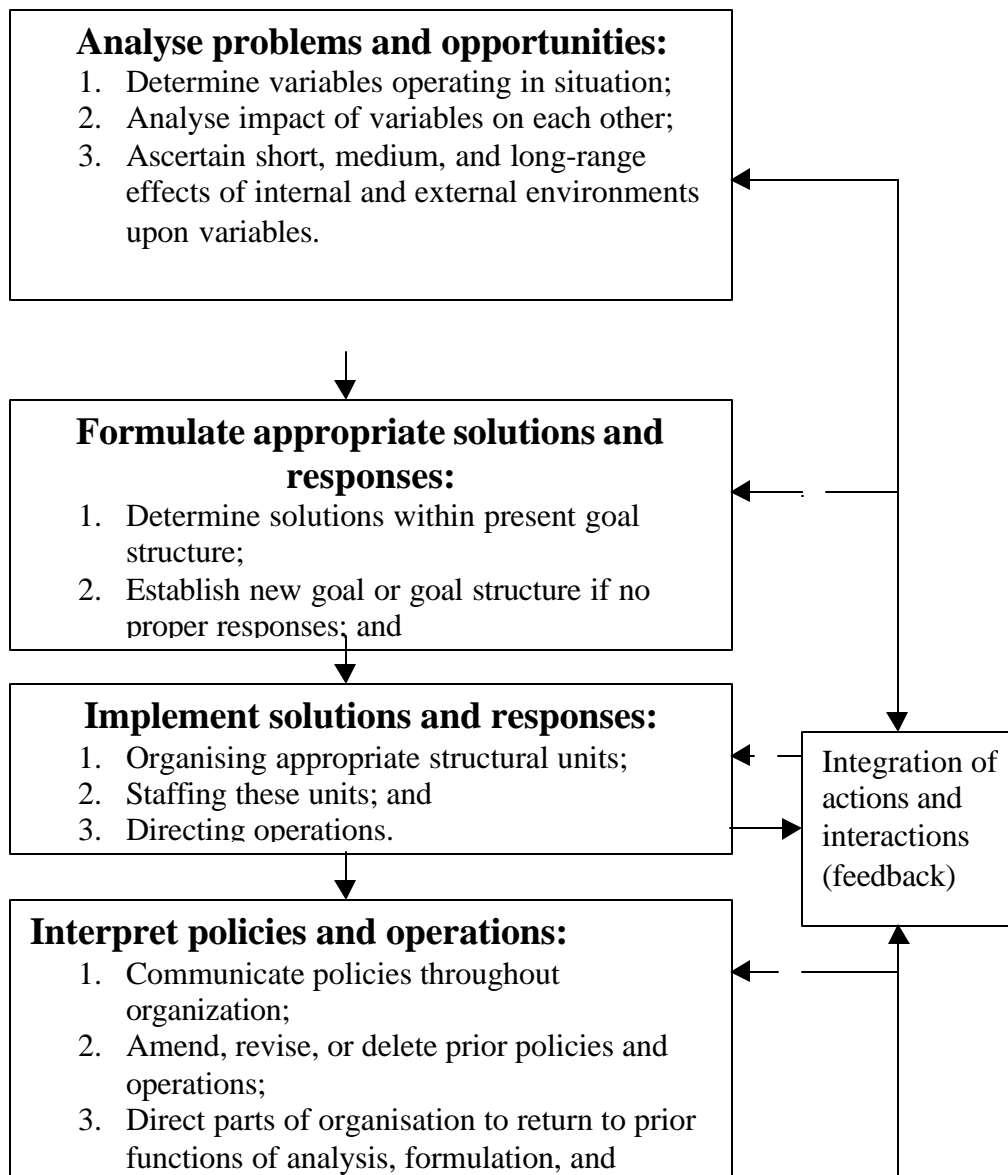 Analyse problems and opportunities:
1. Determine variables operating in situation;
2. Analyse impact of variables on each other;
3. Ascertain short, medium, and long-range
effects of internal and external environments
upon variables.
Formulate appropriate solutions and
responses:
1. Determine solutions within present goal
structure;
2. Establish new goal or goal structure if no
proper responses; and
Implement solutions and responses:
1. Organising appropriate structural units;
2. Staffing these units; and
3. Directing operations.
Integration of
actions and
interactions
(feedback)
Interpret policies and operations:
1. Communicate policies throughout
organization;
2. Amend, revise, or delete prior policies and
operations;
3. Direct parts of organisation to return to prior
functions of analysis, formulation, and